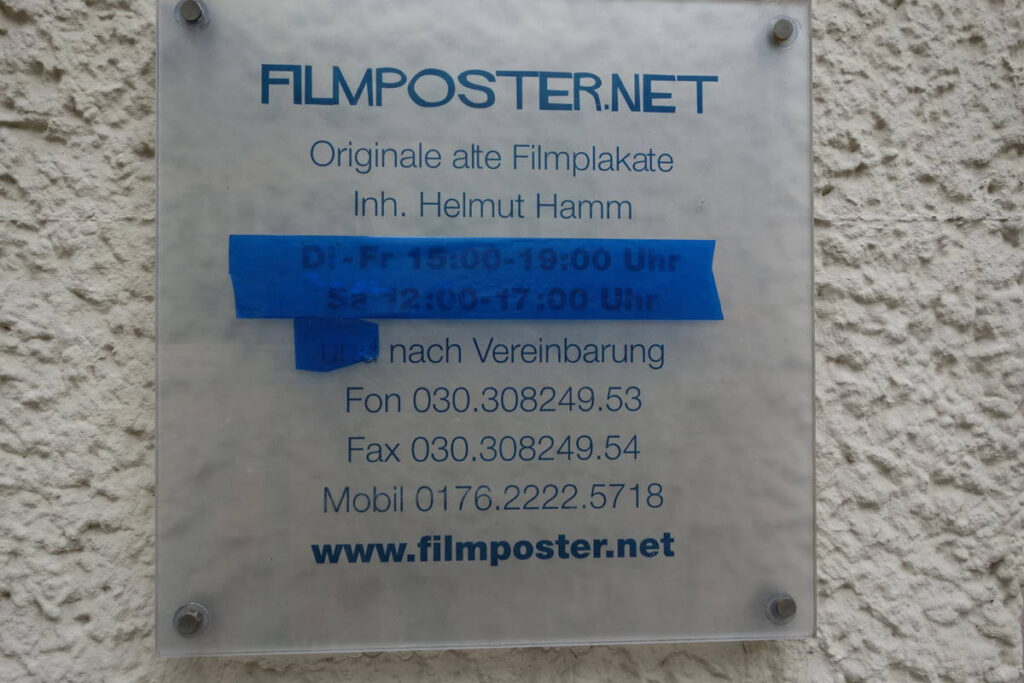 FILMPOSTER.NET
Originale alte Filmplakate
Inh. Helmut Hamm
Di-Fr 15:00-19:00 Uhr
Sa 12:00-17:00 Uhr
und nach Vereinbarung
Fon 030.308249.53
Fax 030.308249.54
Mobil 0176.2222.5718
www.filmposter.net